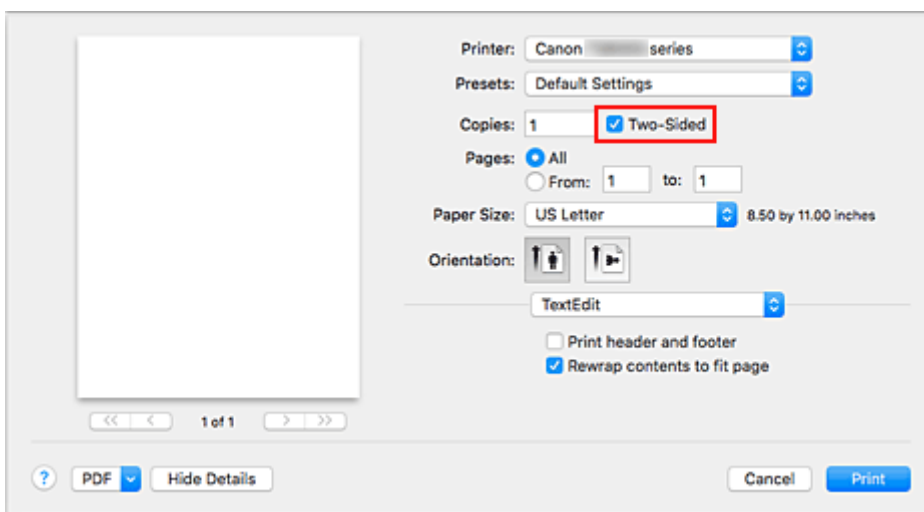 Printer: Canon series
Presets: Default Settings
Copies: 1 Two-Sided
Pages: All
From: 1 to: 1
Paper Size: US Letter 8.50 by 11.00 inches
Orientation:
TextEdit
Print header and footer
Rewrap contents to fit page
<< < 1 of 1 > >>
? PDF Hide Details Cancel Print